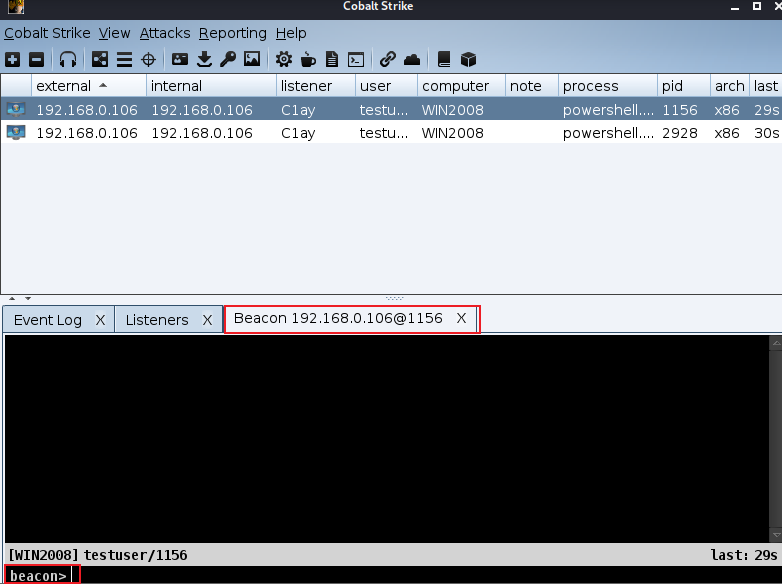 Cobalt Strike
Cobalt Strike View Attacks Reporting Help
external internal listener user computer note process pid arch last
192.168.0.106 192.168.0.106 C1ay testu... WIN2008 powershell.... 1156 x86 29s
192.168.0.106 192.168.0.106 C1ay testu... WIN2008 powershell.... 2928 x86 30s
Event Log X Listeners X Beacon 192.168.0.106@1156 X
[WIN2008] testuser/1156 last: 29s
beacon>